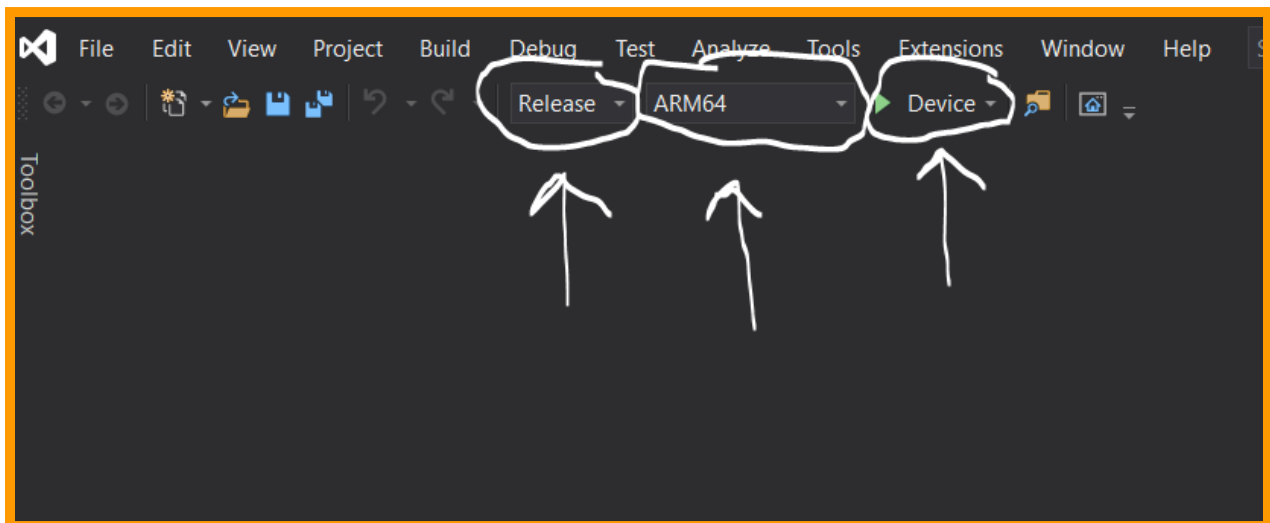 File Edit View Project Build Debug Test Analyze Tools Extensions Window Help
Release ARM64 Device
Toolbox